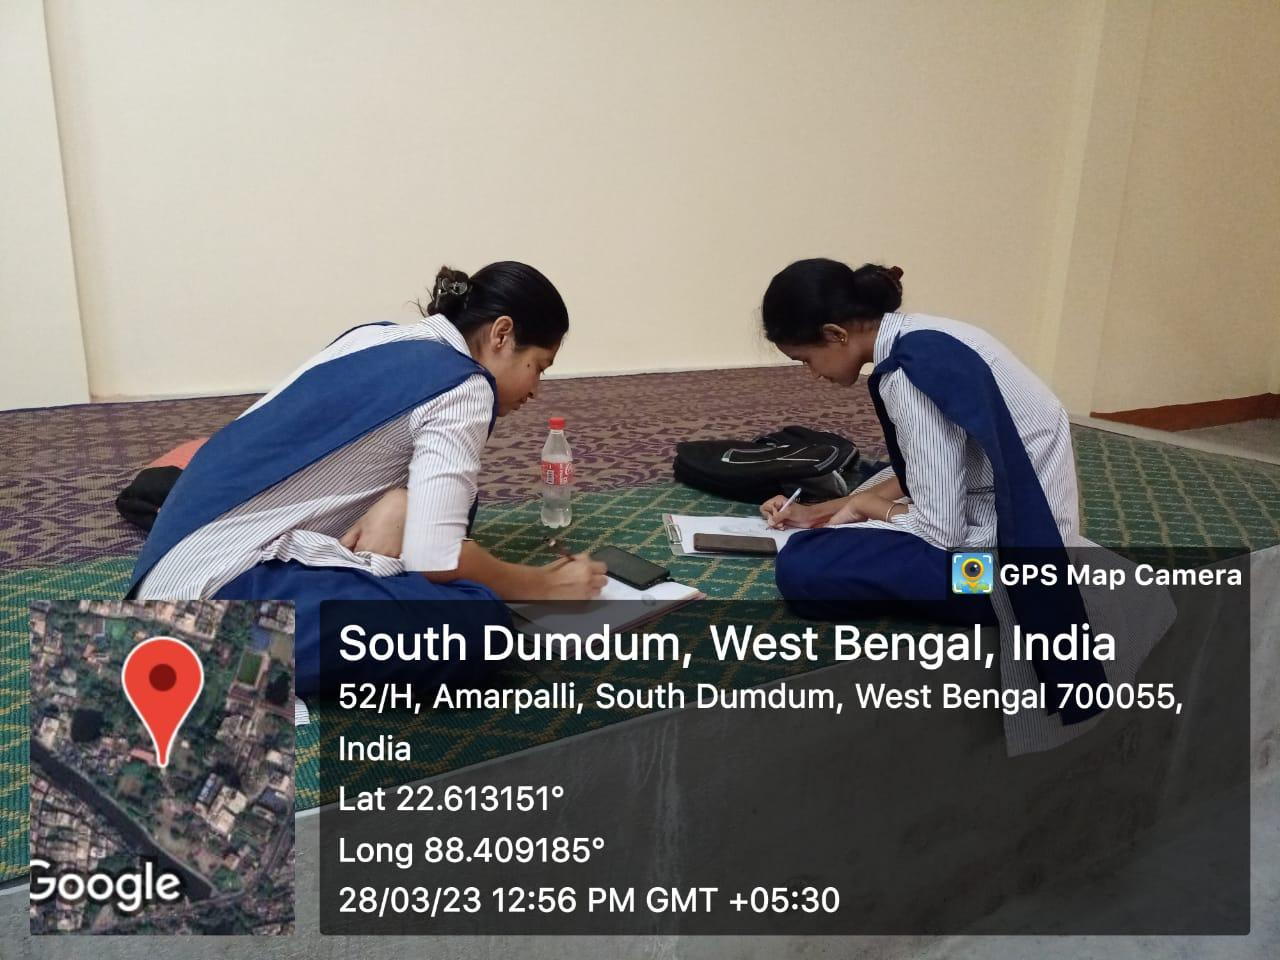 GPS Map Camera
South Dumdum, West Bengal, India
52/H, Amarpalli, South Dumdum, West Bengal 700055,
India
Lat 22.613151°
Long 88.409185°
28/03/23 12:56 PM GMT +05:30
Google